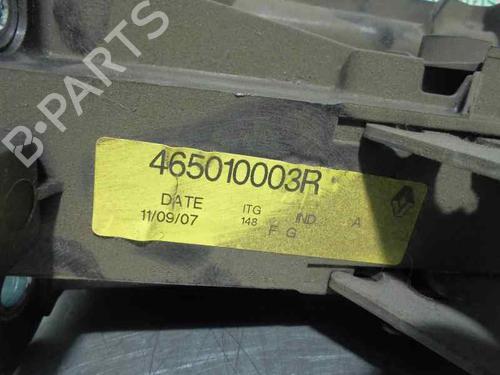 B-PARTS
465010003R
DATE ITG IND A
11/09/07 148 F G